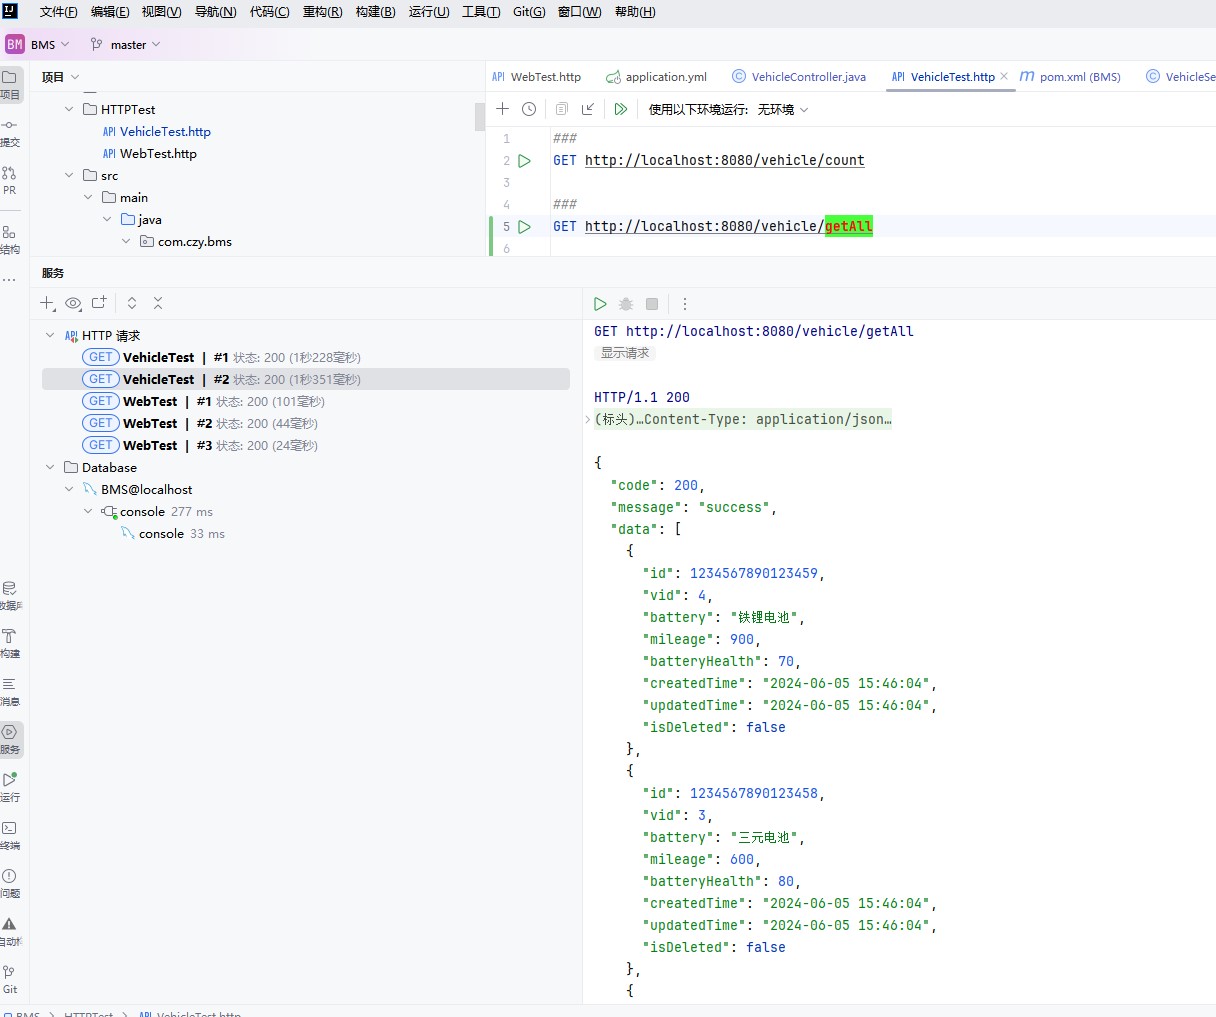 文件(F) 编辑(E) 视图(V) 导航(N) 代码(C) 重构(R) 构建(B) 运行(U) 工具(T) Git(G) 窗口(W) 帮助(H)
BM BMS master
项目
WebTest.http application.yml VehicleController.java API VehicleTest.http pom.xml (BMS) VehicleSe
项目
HTTPTest
API VehicleTest.http
API WebTest.http
src
main
java
com.czy.bms
使用以下环境运行: 无环境
1 ###
2 GET http://localhost:8080/vehicle/count
3
4 ###
5 GET http://localhost:8080/vehicle/getAll
6
提交
PR
结构
服务
HTTP 请求
GET VehicleTest | #1 状态: 200 (1秒228毫秒)
GET VehicleTest | #2 状态: 200 (1秒351毫秒)
GET WebTest | #1 状态: 200 (101毫秒)
GET WebTest | #2 状态: 200 (44毫秒)
GET WebTest | #3 状态: 200 (24毫秒)
Database
BMS@localhost
console 277 ms
console 33 ms
GET http://localhost:8080/vehicle/getAll
显示请求
HTTP/1.1 200
(标头)…Content-Type: application/json…
{
"code": 200,
"message": "success",
"data": [
{
"id": 1234567890123459,
"vid": 4,
"battery": "铁锂电池",
"mileage": 900,
"batteryHealth": 70,
"createdTime": "2024-06-05 15:46:04",
"updatedTime": "2024-06-05 15:46:04",
"isDeleted": false
},
{
"id": 1234567890123458,
"vid": 3,
"battery": "三元电池",
"mileage": 600,
"batteryHealth": 80,
"createdTime": "2024-06-05 15:46:04",
"updatedTime": "2024-06-05 15:46:04",
"isDeleted": false
},
{
数据库
构建
消息
服务
运行
终端
问题
自动
Git
BMS > HTTPTest > API VehicleTest.http